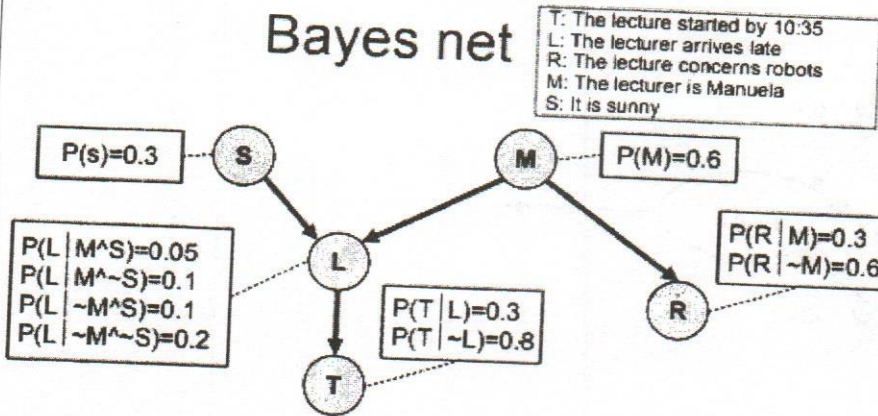 Bayes net
T: The lecture started by 10:35
L: The lecturer arrives late
R: The lecture concerns robots
M: The lecturer is Manuela
S: It is sunny
P(s)=0.3
S
M
P(M)=0.6
P(L|M^S)=0.05
P(L|M^~S)=0.1
P(L|~M^S)=0.1
P(L|~M^~S)=0.2
L
P(R|M)=0.3
P(R|~M)=0.6
R
P(T|L)=0.3
P(T|~L)=0.8
T